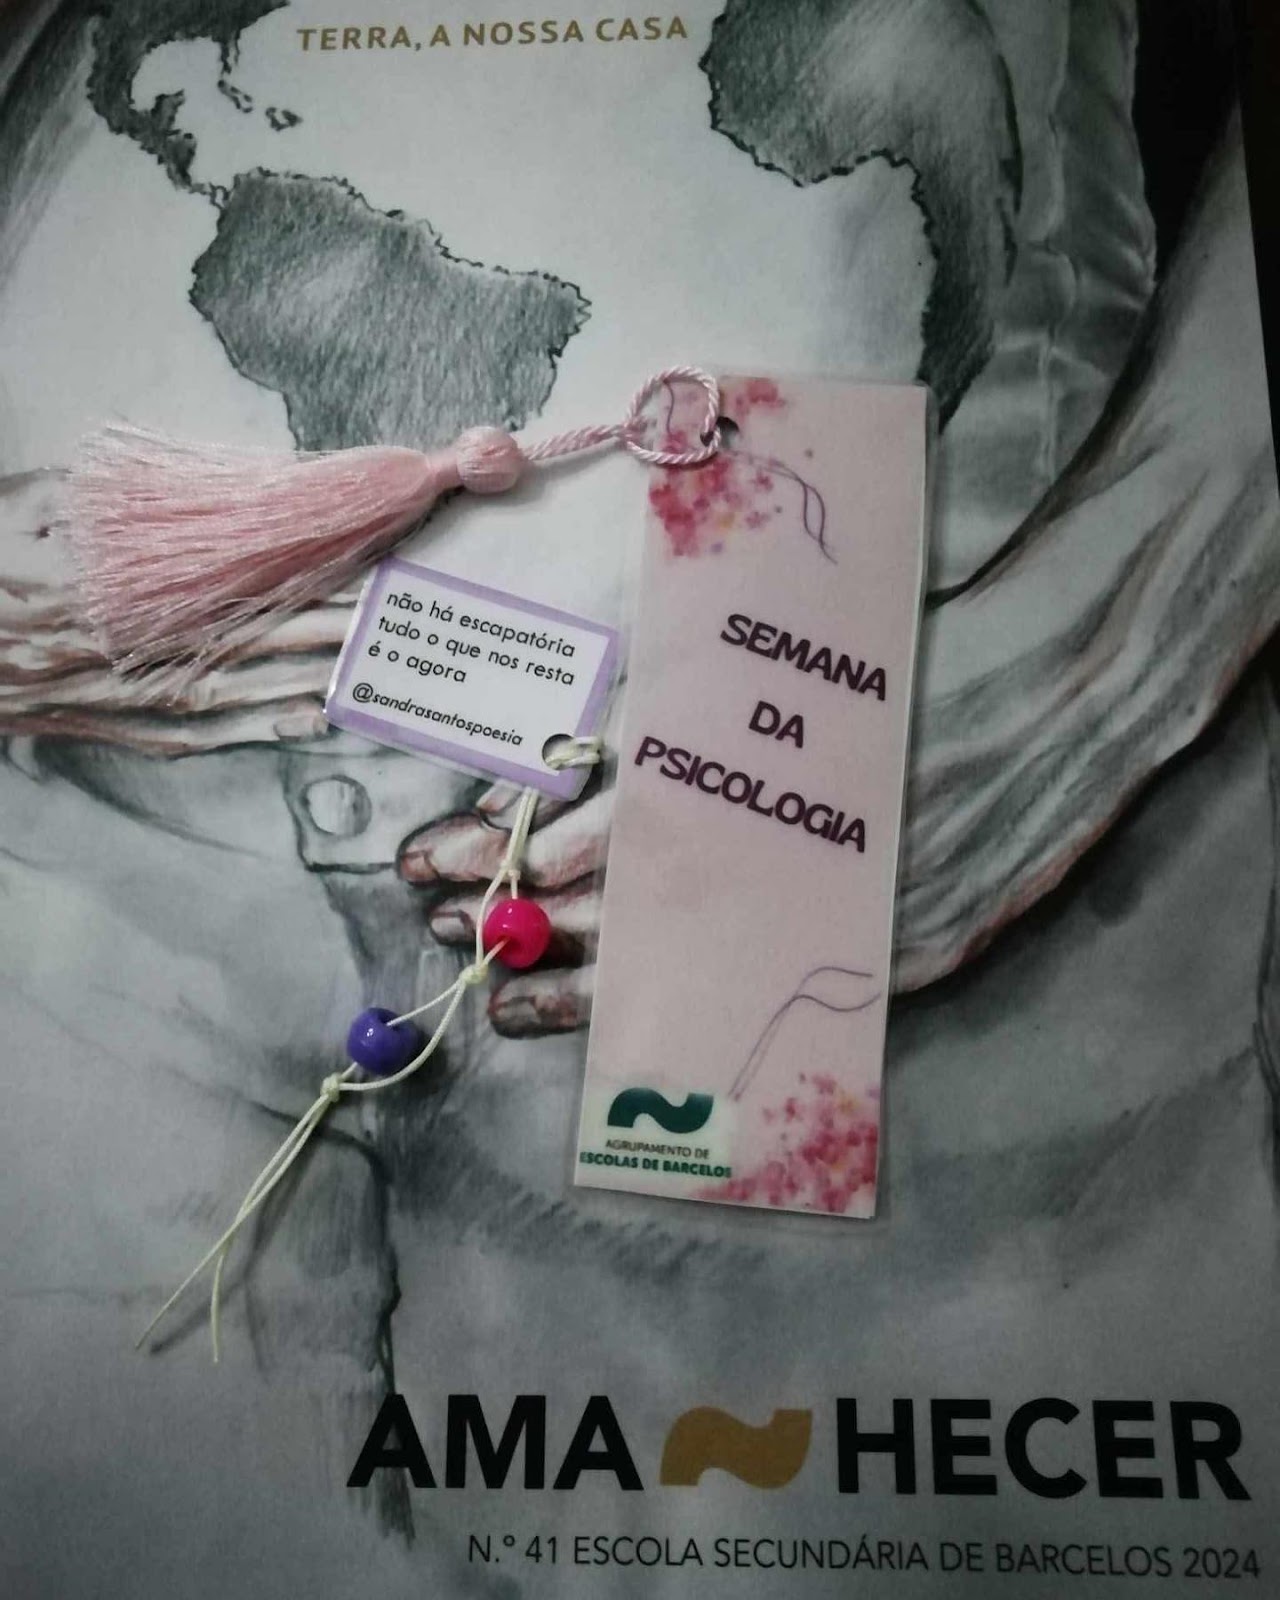 TERRA, A NOSSA CASA
não há escapatória
tudo o que nos resta
é o agora
@sandrasantospoesia
SEMANA
DA
PSICOLOGIA
AGRUPAMENTO DE
ESCOLAS DE BARCELOS
AMA HECER
N.º 41 ESCOLA SECUNDÁRIA DE BARCELOS 2024